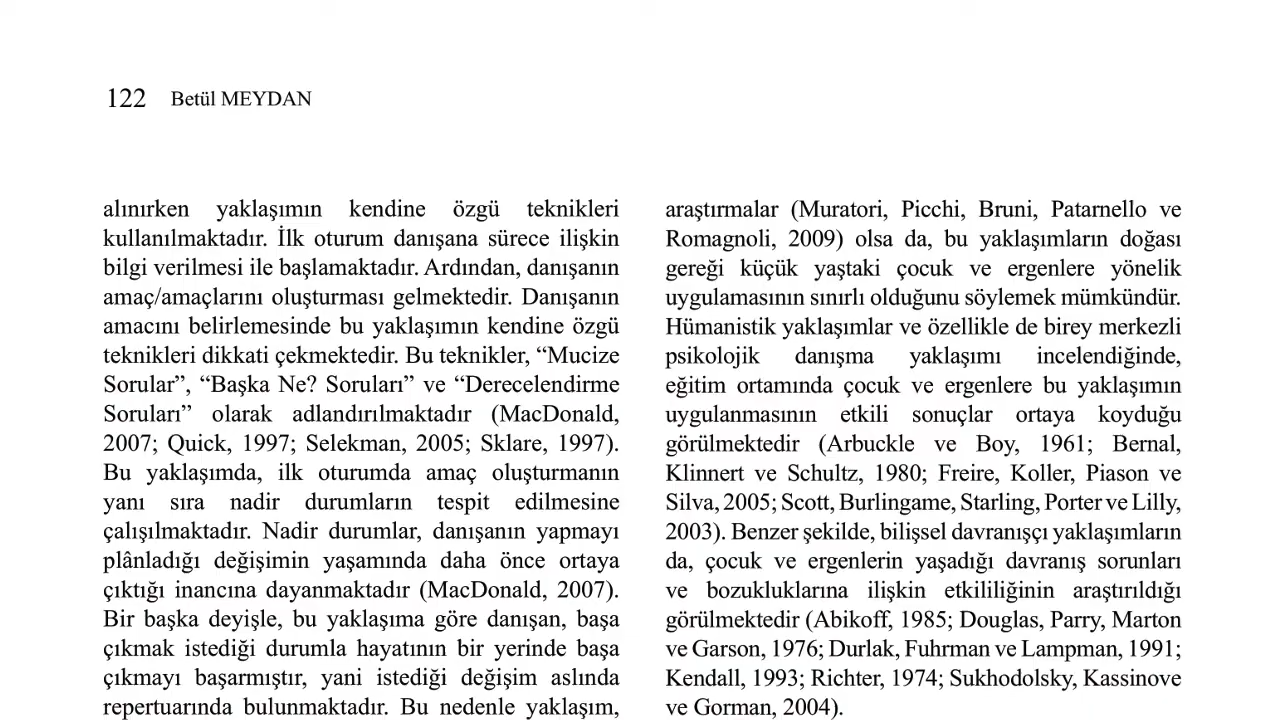 122 Betül MEYDAN
alınırken yaklaşımın kendine özgü teknikleri
kullanılmaktadır. İlk oturum danışana sürece ilişkin
bilgi verilmesi ile başlamaktadır. Ardından, danışanın
amaç/amaçlarını oluşturması gelmektedir. Danışanın
amacını belirlemesinde bu yaklaşımın kendine özgü
teknikleri dikkati çekmektedir. Bu teknikler, “Mucize
Sorular”, “Başka Ne? Soruları” ve “Derecelendirme
Soruları” olarak adlandırılmaktadır (MacDonald,
2007; Quick, 1997; Selekman, 2005; Sklare, 1997).
Bu yaklaşımda, ilk oturumda amaç oluşturmanın
yanı sıra nadir durumların tespit edilmesine
çalışılmaktadır. Nadir durumlar, danışanın yapmayı
plânladığı değişimin yaşamında daha önce ortaya
çıktığı inancına dayanmaktadır (MacDonald, 2007).
Bir başka deyişle, bu yaklaşıma göre danışan, başa
çıkmak istediği durumla hayatının bir yerinde başa
çıkmayı başarmıştır, yani istediği değişim aslında
repertuarında bulunmaktadır. Bu nedenle yaklaşım,
araştırmalar (Muratori, Picchi, Bruni, Patarnello ve
Romagnoli, 2009) olsa da, bu yaklaşımların doğası
gereği küçük yaştaki çocuk ve ergenlere yönelik
uygulamasının sınırlı olduğunu söylemek mümkündür.
Hümanistik yaklaşımlar ve özellikle de birey merkezli
psikolojik danışma yaklaşımı incelendiğinde,
eğitim ortamında çocuk ve ergenlere bu yaklaşımın
uygulanmasının etkili sonuçlar ortaya koyduğu
görülmektedir (Arbuckle ve Boy, 1961; Bernal,
Klinnert ve Schultz, 1980; Freire, Koller, Piason ve
Silva, 2005; Scott, Burlingame, Starling, Porter ve Lilly,
2003). Benzer şekilde, bilişsel davranışçı yaklaşımların
da, çocuk ve ergenlerin yaşadığı davranış sorunları
ve bozukluklarına ilişkin etkililiğinin araştırıldığı
görülmektedir (Abikoff, 1985; Douglas, Parry, Marton
ve Garson, 1976; Durlak, Fuhrman ve Lampman, 1991;
Kendall, 1993; Richter, 1974; Sukhodolsky, Kassinove
ve Gorman, 2004).